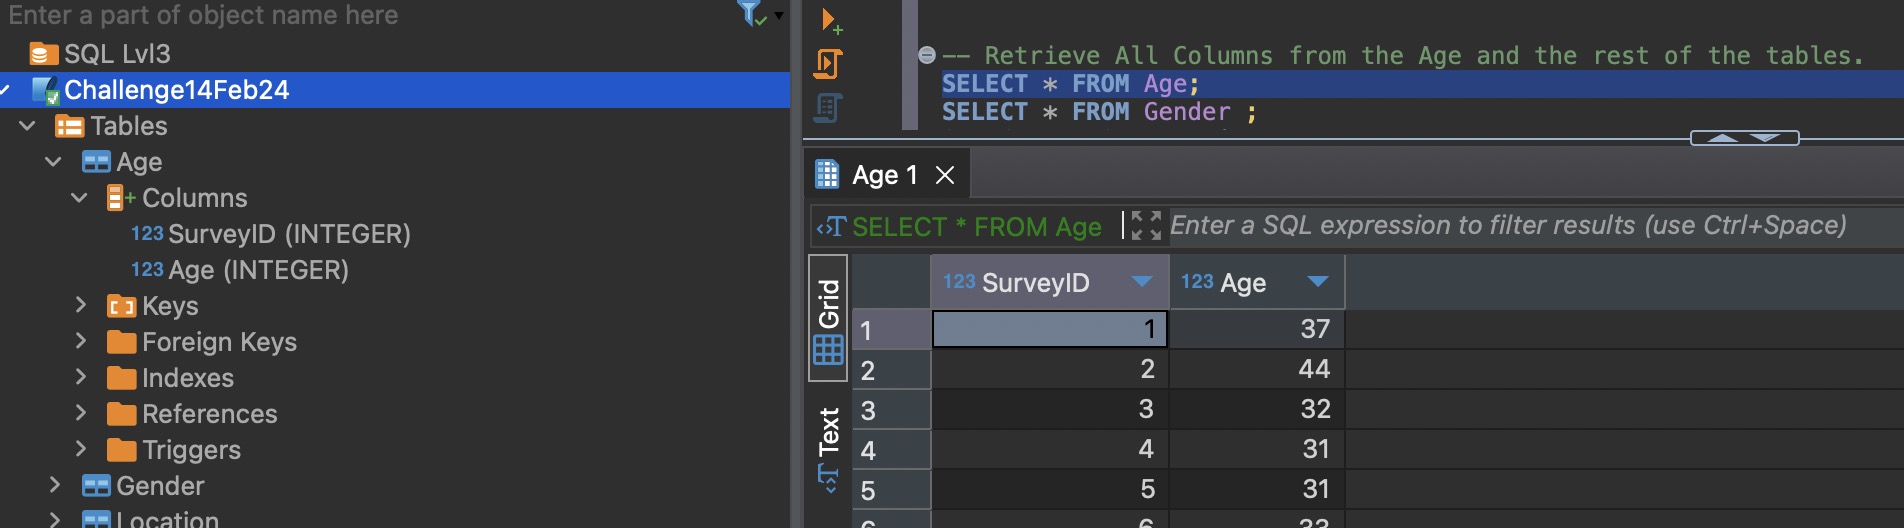 Enter a part of object name here
SQL Lvl3
Challenge14Feb24
Tables
Age
Columns
123 SurveyID (INTEGER)
123 Age (INTEGER)
Keys
Foreign Keys
Indexes
References
Triggers
Gender
Location
-- Retrieve All Columns from the Age and the rest of the tables.
SELECT * FROM Age;
SELECT * FROM Gender ;
Age 1
SELECT * FROM Age
Enter a SQL expression to filter results (use Ctrl+Space)
Grid
Text
123 SurveyID 123 Age
1 1 37
2 2 44
3 3 32
4 4 31
5 5 31
6 6 33